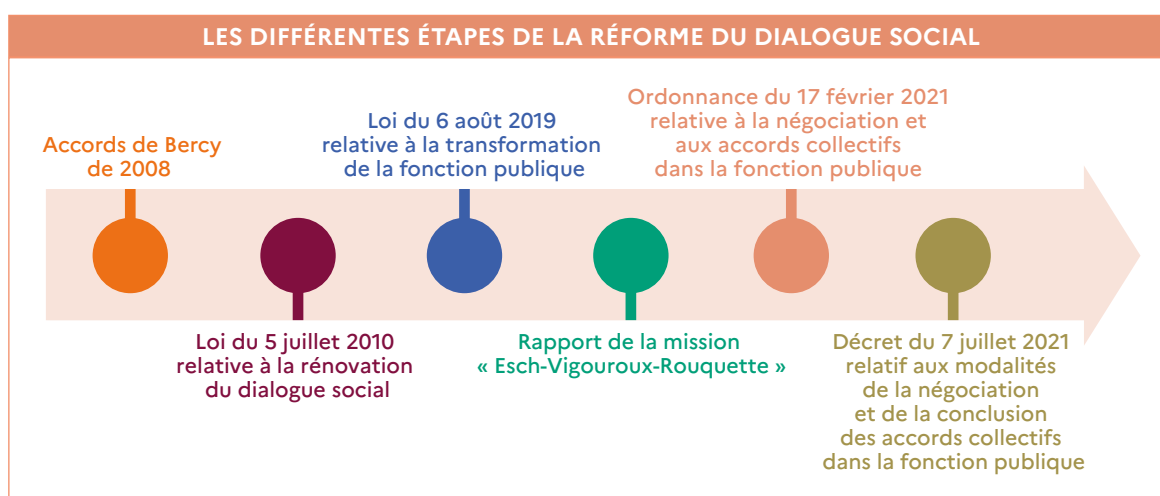 LES DIFFÉRENTES ÉTAPES DE LA RÉFORME DU DIALOGUE SOCIAL
Accords de Bercy
de 2008
Loi du 5 juillet 2010
relative à la rénovation
du dialogue social
Loi du 6 août 2019
relative à la transformation
de la fonction publique
Rapport de la mission
« Esch-Vigouroux-Rouquette »
Ordonnance du 17 février 2021
relative à la négociation et
aux accords collectifs
dans la fonction publique
Décret du 7 juillet 2021
relatif aux modalités
de la négociation
et de la conclusion
des accords collectifs
dans la fonction publique